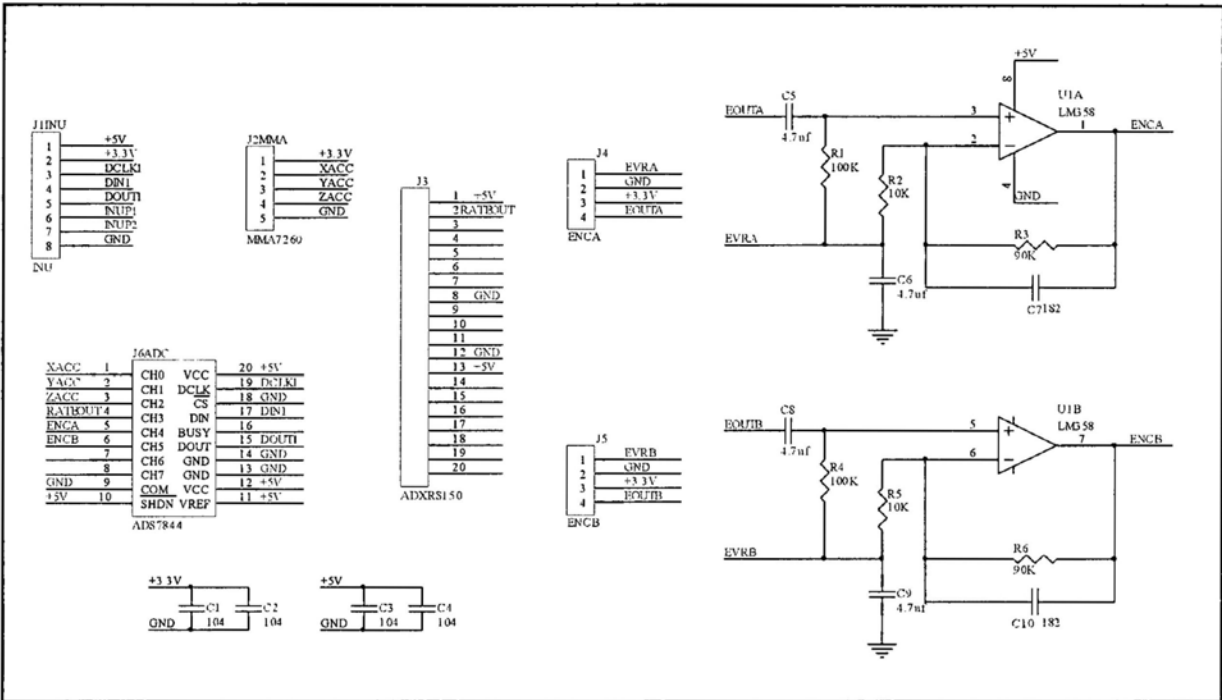 J1INU
1 +5V
2 +3.3V
3 DCLK1
4 DIN1
5 DOUT1
6 INUP1
7 INUP2
8 GND
INU
J2MMA
1 +3.3V
2 XACC
3 YACC
4 ZACC
5 GND
MMA7260
J3
1 +5V
2 RATEOUT
3
4
5
6
7
8 GND
9
10
11
12 GND
13 +5V
14
15
16
17
18
19
20
ADXRS150
J4
1 EVRA
2 GND
3 +3.3V
4 EOUTA
ENCA
J5
1 EVRB
2 GND
3 +3.3V
4 EOUTB
ENCB
J6ADC
XACC 1 CH0 VCC 20 +5V
YACC 2 CH1 DCLK 19 DCLK1
ZACC 3 CH2 CS 18 GND
RATEOUT 4 CH3 DIN 17 DIN1
ENCA 5 CH4 BUSY 16
ENCB 6 CH5 DOUT 15 DOUT1
7 CH6 GND 14 GND
8 CH7 GND 13 GND
GND 9 COM VCC 12 +5V
+5V 10 SHDN VREF 11 +5V
ADS7844
+3.3V
C1
104
C2
104
GND
+5V
C3
104
C4
104
GND
+5V
8
U1A
LM358
C5
4.7uf
EOUTA
3
+
2
−
1
ENCA
4
GND
R1
100K
R2
10K
EVRA
R3
90K
C6
4.7uf
C7 182
U1B
LM358
C8
4.7uf
EOUTB
5
+
6
−
7
ENCB
R4
100K
R5
10K
EVRB
R6
90K
C9
4.7uf
C10 182